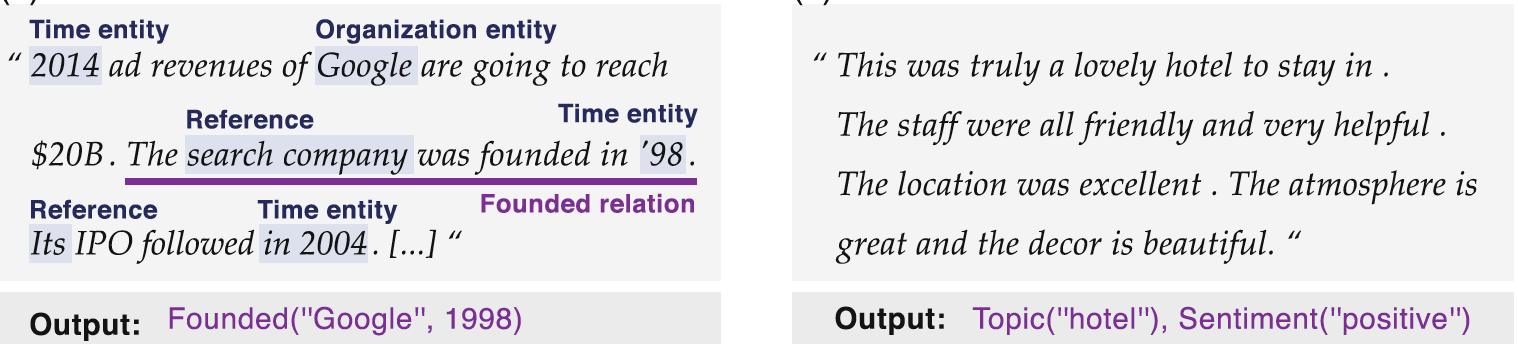 Time entity Organization entity
“ 2014 ad revenues of Google are going to reach
Reference Time entity
$20B. The search company was founded in ’98.
Founded relation
Reference Time entity
Its IPO followed in 2004. [...] “
Output: Founded("Google", 1998)
“ This was truly a lovely hotel to stay in .
The staff were all friendly and very helpful .
The location was excellent . The atmosphere is
great and the decor is beautiful. “
Output: Topic("hotel"), Sentiment("positive")